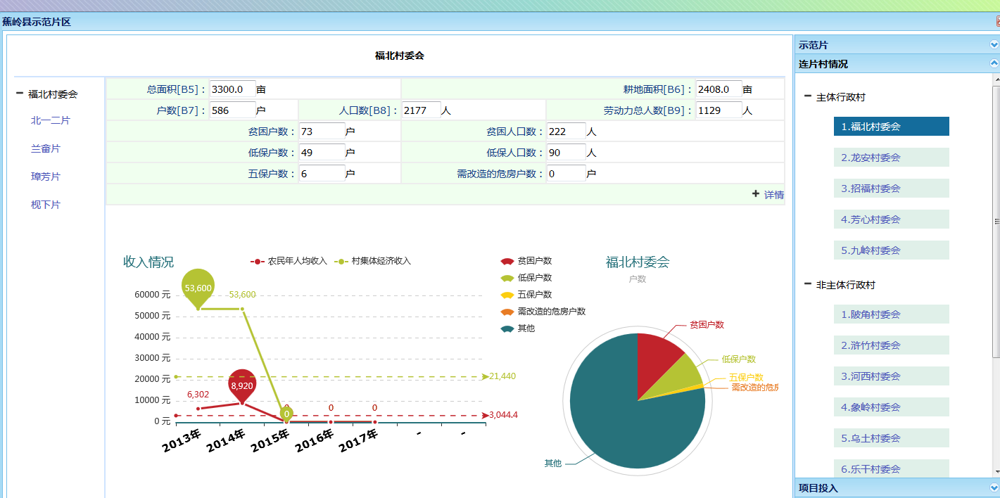 蕉岭县示范片区
福北村委会
福北村委会
北一二片
兰畲片
璋芳片
枧下片
总面积[B5]： 3300.0 亩 耕地面积[B6]： 2408.0 亩
户数[B7]： 586 户 人口数[B8]： 2177 人 劳动力总人数[B9]： 1129 人
贫困户数： 73 户 贫困人口数： 222 人
低保户数： 49 户 低保人口数： 90 人
五保户数： 6 户 需改造的危房户数： 0 户
详情
收入情况
农民年人均收入 村集体经济收入
60000 元
50000 元
40000 元
30000 元
20000 元
10000 元
0 元
53,600
53,600
21,440
6,302
8,920
0
0
0
0
3,044.4
2013年 2014年 2015年 2016年 2017年 - -
贫困户数
低保户数
五保户数
需改造的危房户数
其他
福北村委会
户数
贫困户数
低保户数
五保户数
需改造的危房
其他
示范片
连片村情况
主体行政村
1.福北村委会
2.龙安村委会
3.招福村委会
4.芳心村委会
5.九岭村委会
非主体行政村
1.陂角村委会
2.浒竹村委会
3.河西村委会
4.象岭村委会
5.乌土村委会
6.乐干村委会
项目投入